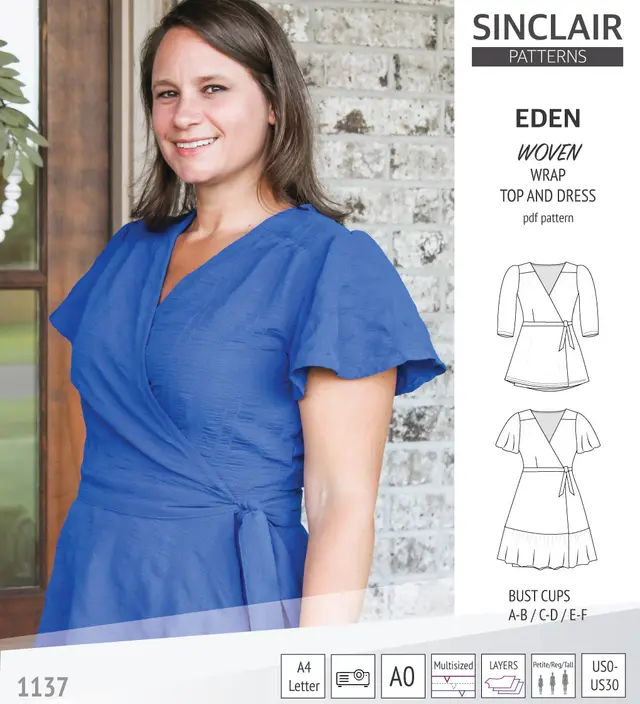 SINCLAIR
PATTERNS
EDEN
WOVEN
WRAP
TOP AND DRESS
pdf pattern
BUST CUPS
A-B / C-D / E-F
1137
A4
Letter
A0
Multisized
LAYERS
Petite/Reg/Tall
US0-
US30